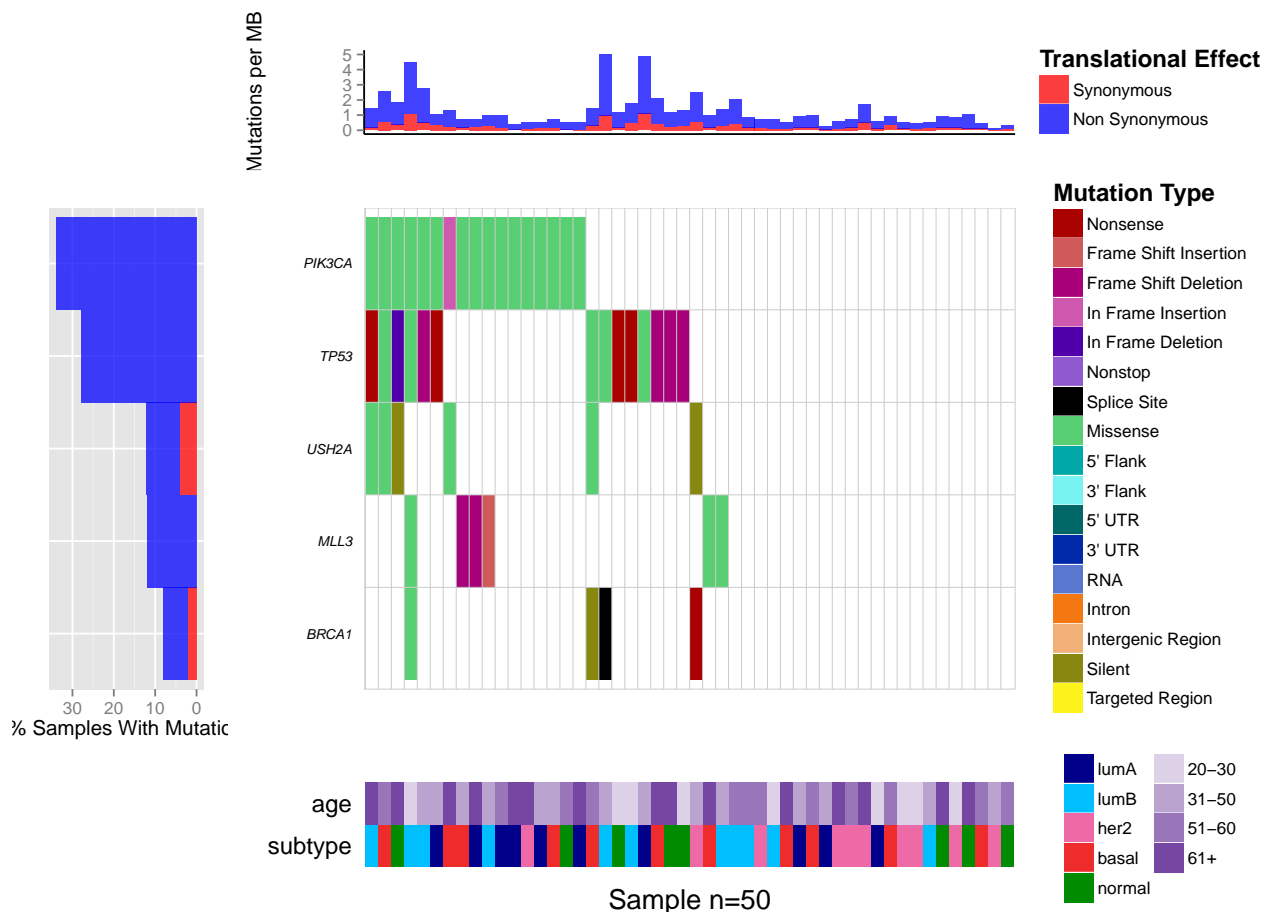 Mutations per MB
5
4
3
2
1
0
Translational Effect
Synonymous
Non Synonymous
PIK3CA
TP53
USH2A
MLL3
BRCA1
30 20 10 0
% Samples With Mutatic
Mutation Type
Nonsense
Frame Shift Insertion
Frame Shift Deletion
In Frame Insertion
In Frame Deletion
Nonstop
Splice Site
Missense
5' Flank
3' Flank
5' UTR
3' UTR
RNA
Intron
Intergenic Region
Silent
Targeted Region
age
subtype
Sample n=50
lumA
lumB
her2
basal
normal
20−30
31−50
51−60
61+